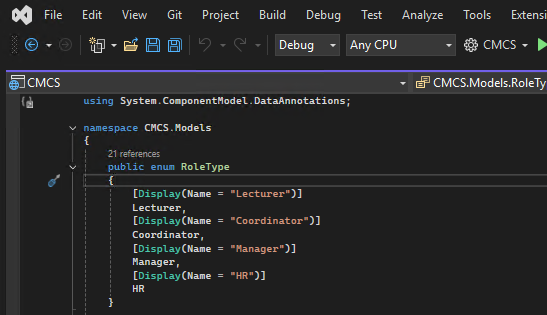 File Edit View Git Project Build Debug Test Analyze Tools Extensi
Debug Any CPU CMCS
CMCS CMCS.Models.RoleTy
using System.ComponentModel.DataAnnotations;
namespace CMCS.Models
{
21 references
public enum RoleType
{
[Display(Name = "Lecturer")]
Lecturer,
[Display(Name = "Coordinator")]
Coordinator,
[Display(Name = "Manager")]
Manager,
[Display(Name = "HR")]
HR
}